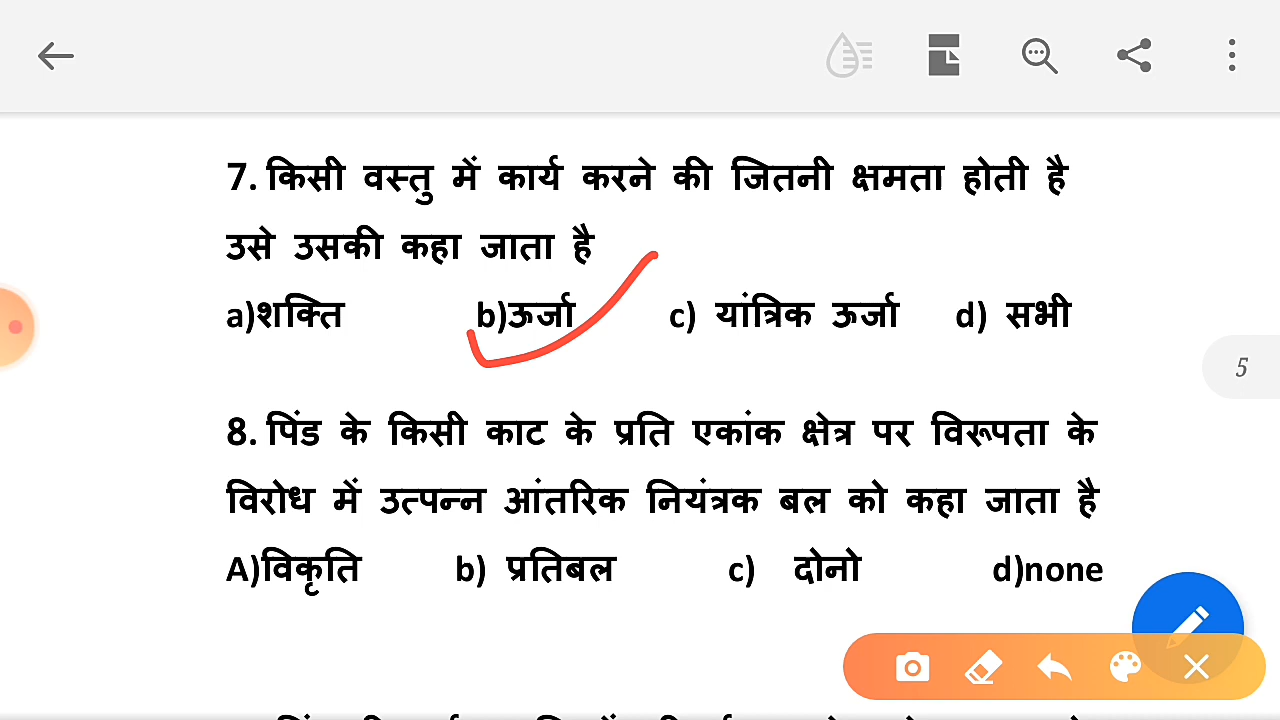 7. किसी वस्तु में कार्य करने की जितनी क्षमता होती है
उसे उसकी कहा जाता है
a)शक्ति b)ऊर्जा c) यांत्रिक ऊर्जा d) सभी
5
8. पिंड के किसी काट के प्रति एकांक क्षेत्र पर विरूपता के
विरोध में उत्पन्न आंतरिक नियंत्रक बल को कहा जाता है
A)विकृति b) प्रतिबल c) दोनो d)none